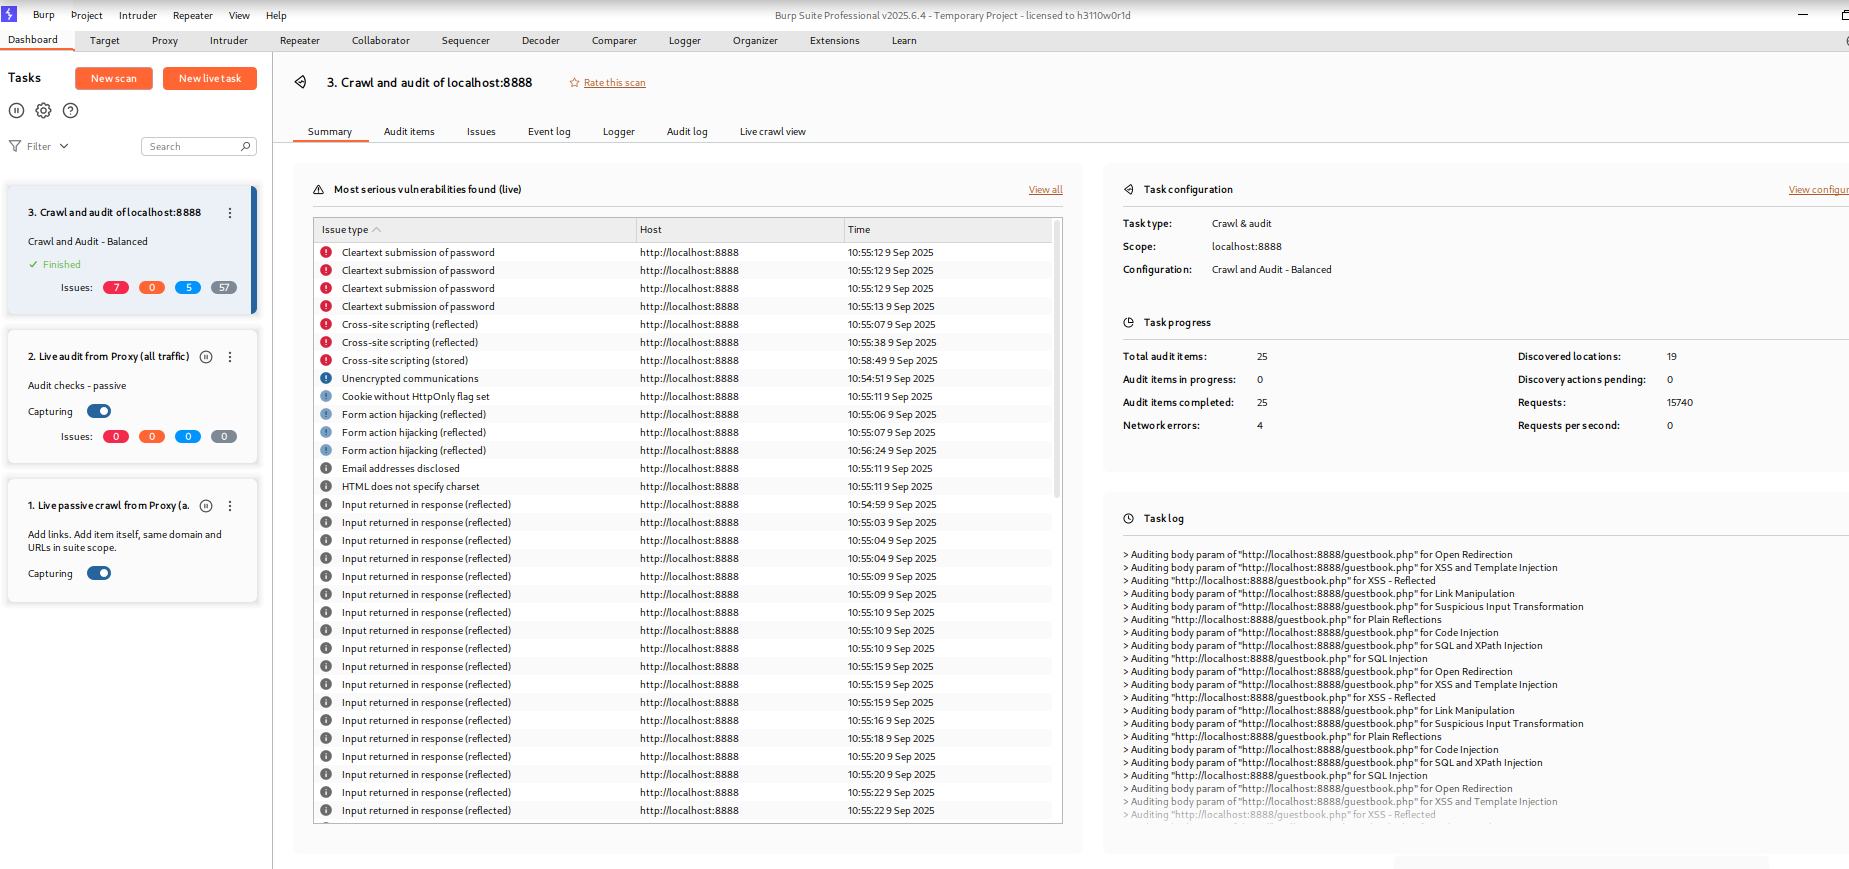 Burp Project Intruder Repeater View Help
Burp Suite Professional v2025.6.4 - Temporary Project - licensed to h3110w0r1d
Dashboard Target Proxy Intruder Repeater Collaborator Sequencer Decoder Comparer Logger Organizer Extensions Learn
Tasks
New scan
New live task
Filter
Search
3. Crawl and audit of localhost:8888
Crawl and Audit - Balanced
Finished
Issues: 7 0 5 57
2. Live audit from Proxy (all traffic)
Audit checks - passive
Capturing
Issues: 0 0 0 0
1. Live passive crawl from Proxy (a.
Add links. Add item itself, same domain and
URLs in suite scope.
Capturing
3. Crawl and audit of localhost:8888
Rate this scan
Summary Audit items Issues Event log Logger Audit log Live crawl view
Most serious vulnerabilities found (live)
View all
Issue type Host Time
Cleartext submission of password http://localhost:8888 10:55:12 9 Sep 2025
Cleartext submission of password http://localhost:8888 10:55:12 9 Sep 2025
Cleartext submission of password http://localhost:8888 10:55:12 9 Sep 2025
Cleartext submission of password http://localhost:8888 10:55:13 9 Sep 2025
Cross-site scripting (reflected) http://localhost:8888 10:55:07 9 Sep 2025
Cross-site scripting (reflected) http://localhost:8888 10:55:38 9 Sep 2025
Cross-site scripting (stored) http://localhost:8888 10:58:49 9 Sep 2025
Unencrypted communications http://localhost:8888 10:54:51 9 Sep 2025
Cookie without HttpOnly flag set http://localhost:8888 10:55:11 9 Sep 2025
Form action hijacking (reflected) http://localhost:8888 10:55:06 9 Sep 2025
Form action hijacking (reflected) http://localhost:8888 10:55:07 9 Sep 2025
Form action hijacking (reflected) http://localhost:8888 10:56:24 9 Sep 2025
Email addresses disclosed http://localhost:8888 10:55:11 9 Sep 2025
HTML does not specify charset http://localhost:8888 10:55:11 9 Sep 2025
Input returned in response (reflected) http://localhost:8888 10:54:59 9 Sep 2025
Input returned in response (reflected) http://localhost:8888 10:55:03 9 Sep 2025
Input returned in response (reflected) http://localhost:8888 10:55:04 9 Sep 2025
Input returned in response (reflected) http://localhost:8888 10:55:04 9 Sep 2025
Input returned in response (reflected) http://localhost:8888 10:55:09 9 Sep 2025
Input returned in response (reflected) http://localhost:8888 10:55:09 9 Sep 2025
Input returned in response (reflected) http://localhost:8888 10:55:10 9 Sep 2025
Input returned in response (reflected) http://localhost:8888 10:55:10 9 Sep 2025
Input returned in response (reflected) http://localhost:8888 10:55:10 9 Sep 2025
Input returned in response (reflected) http://localhost:8888 10:55:15 9 Sep 2025
Input returned in response (reflected) http://localhost:8888 10:55:15 9 Sep 2025
Input returned in response (reflected) http://localhost:8888 10:55:15 9 Sep 2025
Input returned in response (reflected) http://localhost:8888 10:55:16 9 Sep 2025
Input returned in response (reflected) http://localhost:8888 10:55:18 9 Sep 2025
Input returned in response (reflected) http://localhost:8888 10:55:20 9 Sep 2025
Input returned in response (reflected) http://localhost:8888 10:55:20 9 Sep 2025
Input returned in response (reflected) http://localhost:8888 10:55:22 9 Sep 2025
Input returned in response (reflected) http://localhost:8888 10:55:22 9 Sep 2025
Task configuration
View configur
Task type: Crawl & audit
Scope: localhost:8888
Configuration: Crawl and Audit - Balanced
Task progress
Total audit items: 25 Discovered locations: 19
Audit items in progress: 0 Discovery actions pending: 0
Audit items completed: 25 Requests: 15740
Network errors: 4 Requests per second: 0
Task log
> Auditing body param of "http://localhost:8888/guestbook.php" for Open Redirection
> Auditing body param of "http://localhost:8888/guestbook.php" for XSS and Template Injection
> Auditing "http://localhost:8888/guestbook.php" for XSS - Reflected
> Auditing body param of "http://localhost:8888/guestbook.php" for Link Manipulation
> Auditing body param of "http://localhost:8888/guestbook.php" for Suspicious Input Transformation
> Auditing "http://localhost:8888/guestbook.php" for Plain Reflections
> Auditing body param of "http://localhost:8888/guestbook.php" for Code Injection
> Auditing body param of "http://localhost:8888/guestbook.php" for SQL and XPath Injection
> Auditing "http://localhost:8888/guestbook.php" for SQL Injection
> Auditing body param of "http://localhost:8888/guestbook.php" for Open Redirection
> Auditing body param of "http://localhost:8888/guestbook.php" for XSS and Template Injection
> Auditing "http://localhost:8888/guestbook.php" for XSS - Reflected
> Auditing body param of "http://localhost:8888/guestbook.php" for Link Manipulation
> Auditing body param of "http://localhost:8888/guestbook.php" for Suspicious Input Transformation
> Auditing "http://localhost:8888/guestbook.php" for Plain Reflections
> Auditing body param of "http://localhost:8888/guestbook.php" for Code Injection
> Auditing body param of "http://localhost:8888/guestbook.php" for SQL and XPath Injection
> Auditing "http://localhost:8888/guestbook.php" for SQL Injection
> Auditing body param of "http://localhost:8888/guestbook.php" for Open Redirection
> Auditing body param of "http://localhost:8888/guestbook.php" for XSS and Template Injection
> Auditing "http://localhost:8888/guestbook.php" for XSS - Reflected